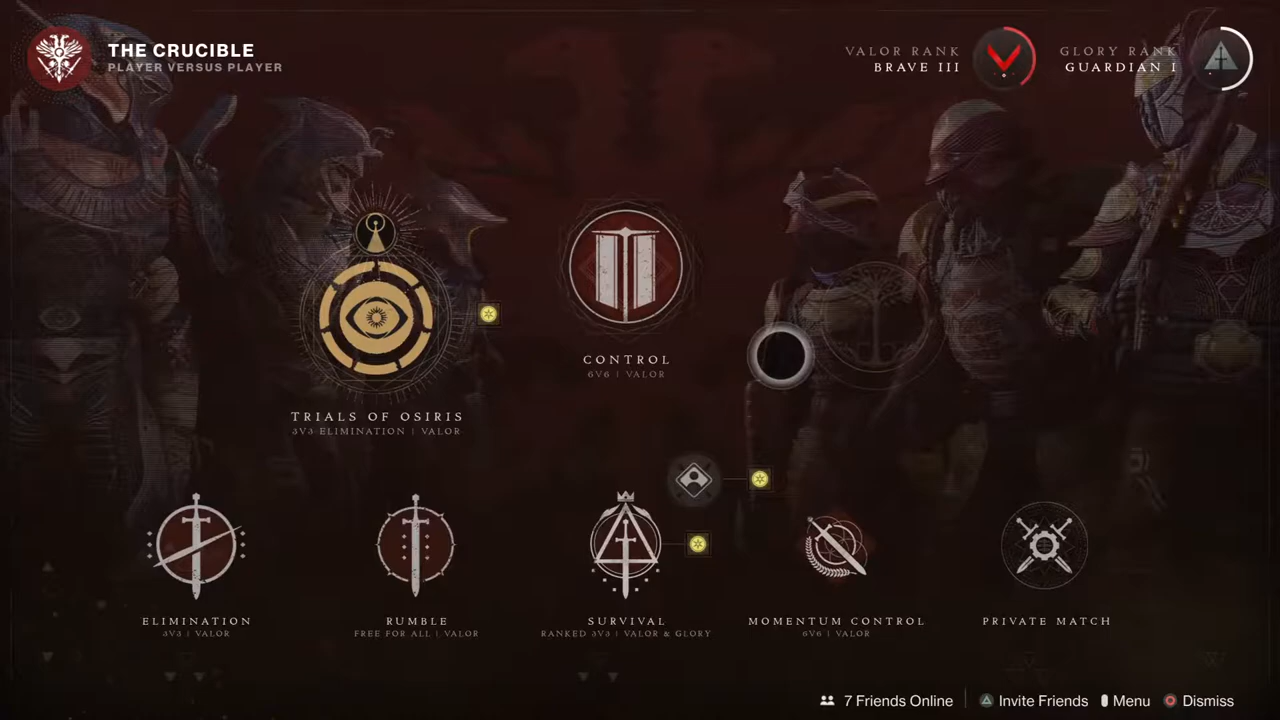 THE CRUCIBLE
PLAYER VERSUS PLAYER
VALOR RANK
BRAVE III
GLORY RANK
GUARDIAN I
CONTROL
6V6 | VALOR
TRIALS OF OSIRIS
3V3 ELIMINATION | VALOR
ELIMINATION
3V3 | VALOR
RUMBLE
FREE FOR ALL | VALOR
SURVIVAL
RANKED 3V3 | VALOR & GLORY
MOMENTUM CONTROL
6V6 | VALOR
PRIVATE MATCH
7 Friends Online
Invite Friends
Menu
Dismiss